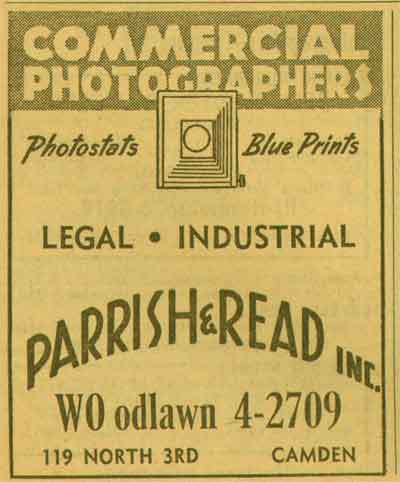 COMMERCIAL
PHOTOGRAPHERS
Photostats Blue Prints
LEGAL • INDUSTRIAL
PARRISH & READ INC.
WO odlawn 4-2709
119 NORTH 3RD CAMDEN